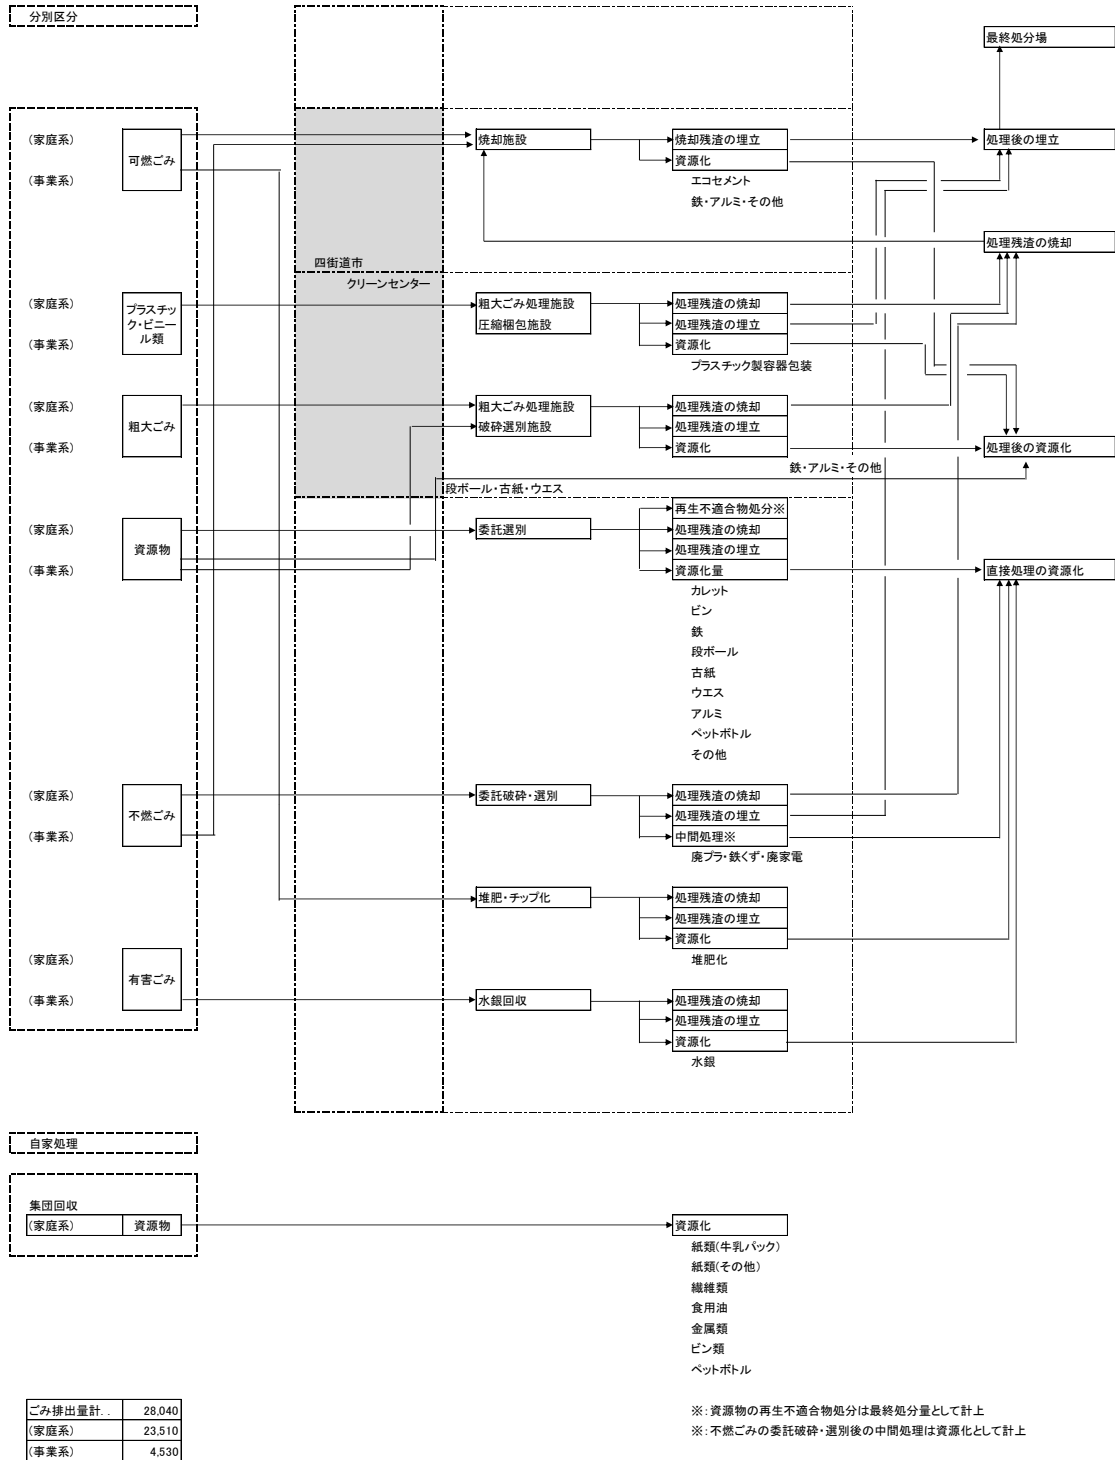 分別区分
最終処分場
(家庭系)
可燃ごみ
(事業系)
焼却施設
焼却残渣の埋立
資源化
エコセメント
鉄・アルミ・その他
処理後の埋立
処理残渣の焼却
四街道市
クリーンセンター
(家庭系)
プラスチッ
ク・ビニー
ル類
(事業系)
粗大ごみ処理施設
圧縮梱包施設
処理残渣の焼却
処理残渣の埋立
資源化
プラスチック製容器包装
(家庭系)
粗大ごみ
(事業系)
粗大ごみ処理施設
破砕選別施設
処理残渣の焼却
処理残渣の埋立
資源化
処理後の資源化
鉄・アルミ・その他
段ボール・古紙・ウエス
(家庭系)
資源物
(事業系)
委託選別
再生不適合物処分※
処理残渣の焼却
処理残渣の埋立
資源化量
直接処理の資源化
カレット
ビン
鉄
段ボール
古紙
ウエス
アルミ
ペットボトル
その他
(家庭系)
不燃ごみ
(事業系)
委託破砕・選別
処理残渣の焼却
処理残渣の埋立
中間処理※
廃プラ・鉄くず・廃家電
堆肥・チップ化
処理残渣の焼却
処理残渣の埋立
資源化
堆肥化
(家庭系)
有害ごみ
(事業系)
水銀回収
処理残渣の焼却
処理残渣の埋立
資源化
水銀
自家処理
集団回収
(家庭系) 資源物
資源化
紙類(牛乳パック)
紙類(その他)
繊維類
食用油
金属類
ビン類
ペットボトル
ごみ排出量計.. 28,040
(家庭系) 23,510
(事業系) 4,530
※:資源物の再生不適合物処分は最終処分量として計上
※:不燃ごみの委託破砕・選別後の中間処理は資源化として計上